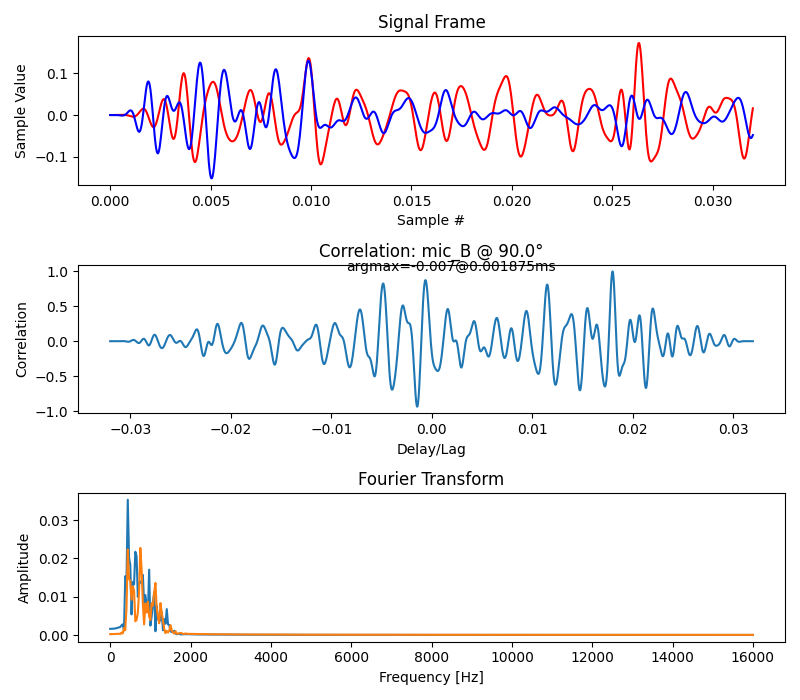 Signal Frame
Sample Value
0.1
0.0
−0.1
0.000 0.005 0.010 0.015 0.020 0.025 0.030
Sample #
Correlation: mic_B @ 90.0°
argmax=-0.007@0.001875ms
Correlation
1.0
0.5
0.0
−0.5
−1.0
−0.03 −0.02 −0.01 0.00 0.01 0.02 0.03
Delay/Lag
Fourier Transform
Amplitude
0.03
0.02
0.01
0.00
0 2000 4000 6000 8000 10000 12000 14000 16000
Frequency [Hz]